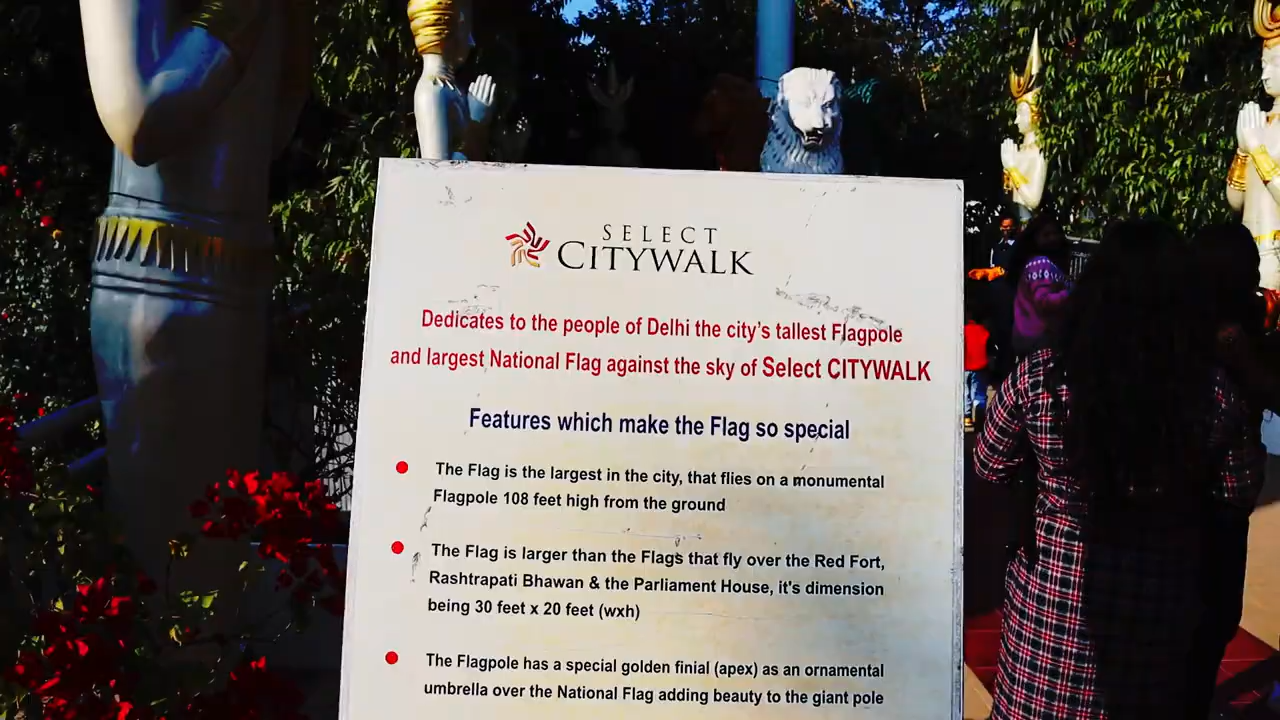 SELECT
CITYWALK
Dedicates to the people of Delhi the city's tallest Flagpole
and largest National Flag against the sky of Select CITYWALK
Features which make the Flag so special
The Flag is the largest in the city, that flies on a monumental
Flagpole 108 feet high from the ground
The Flag is larger than the Flags that fly over the Red Fort,
Rashtrapati Bhawan & the Parliament House, it's dimension
being 30 feet x 20 feet (wxh)
The Flagpole has a special golden finial (apex) as an ornamental
umbrella over the National Flag adding beauty to the giant pole